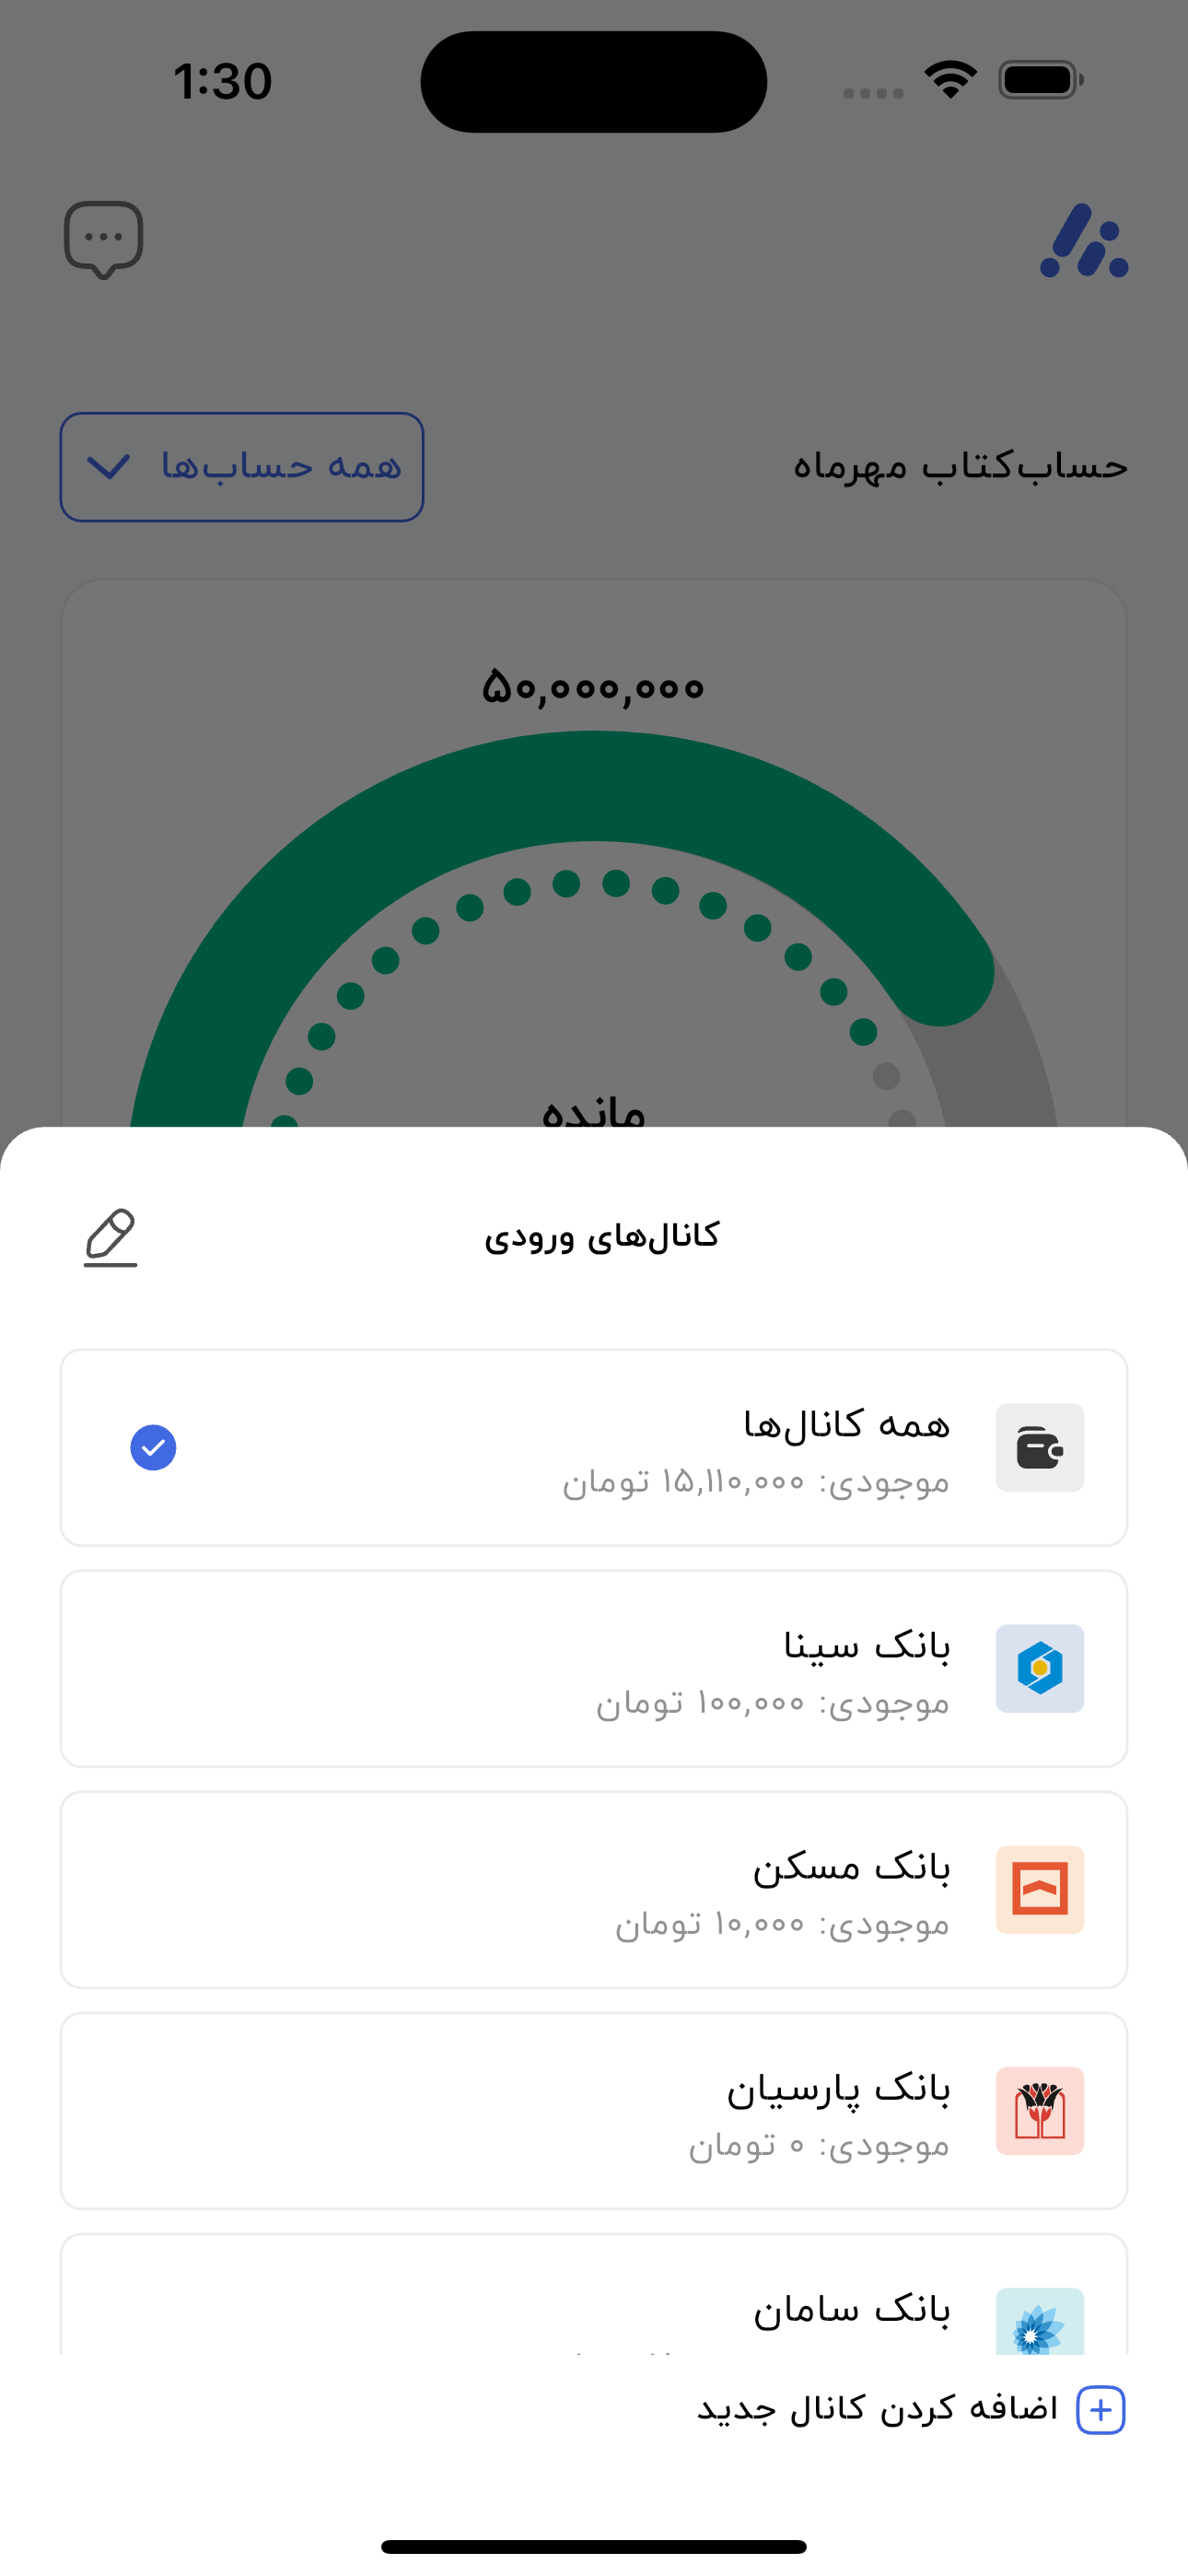 1:30
حساب‌کتاب مهرماه
همه حساب‌ها
۵۰,۰۰۰,۰۰۰
مانده
کانال‌های ورودی
همه کانال‌ها
موجودی: ۱۵,۱۱۰,۰۰۰ تومان
بانک سینا
موجودی: ۱۰۰,۰۰۰ تومان
بانک مسکن
موجودی: ۱۰,۰۰۰ تومان
بانک پارسیان
موجودی: ۰ تومان
بانک سامان
اضافه کردن کانال جدید